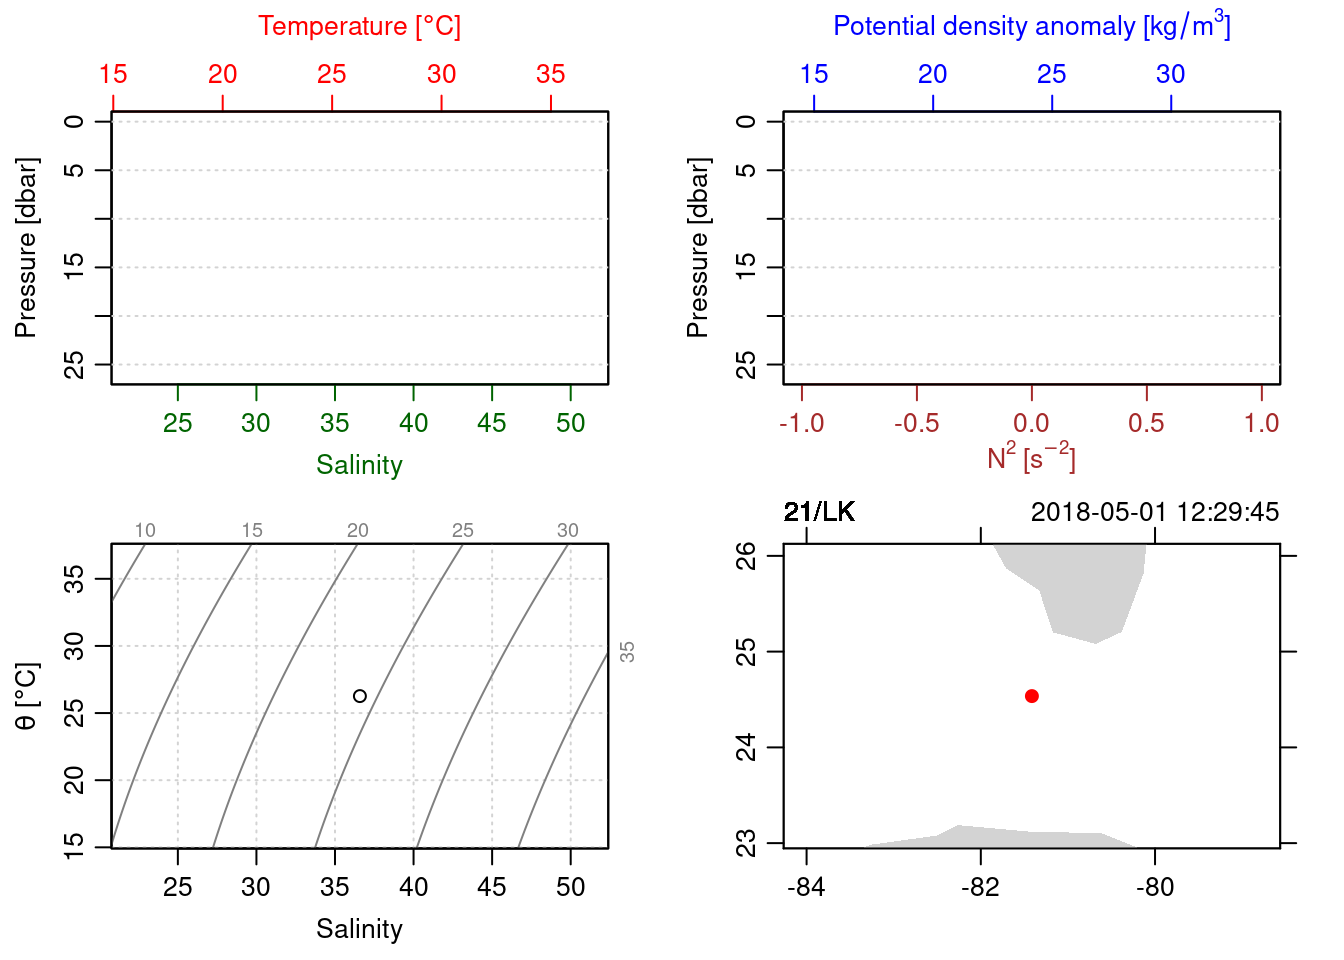 Temperature [°C]
15 20 25 30 35
0
5
15
25
Pressure [dbar]
25 30 35 40 45 50
Salinity
Potential density anomaly [kg/m³]
15 20 25 30
0
5
15
25
Pressure [dbar]
-1.0 -0.5 0.0 0.5 1.0
N² [s⁻²]
10 15 20 25 30
35
35
30
25
20
15
θ [°C]
25 30 35 40 45 50
Salinity
21/LK 2018-05-01 12:29:45
26
25
24
23
-84 -82 -80